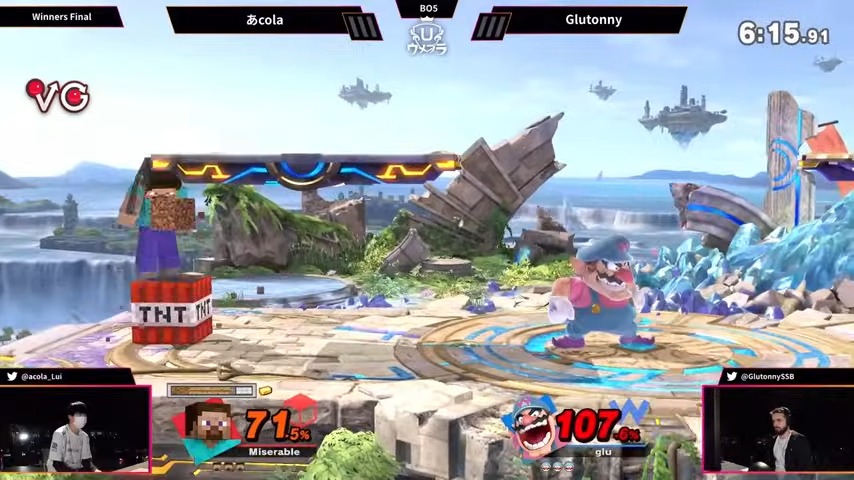 Winners Final
あcola
BO5
Glutonny
U
ウメブラ
6:15.91
VG
TNT TNT
@acola_Lui
@GlutonnySSB
71.5%
107.6%
Miserable
glu